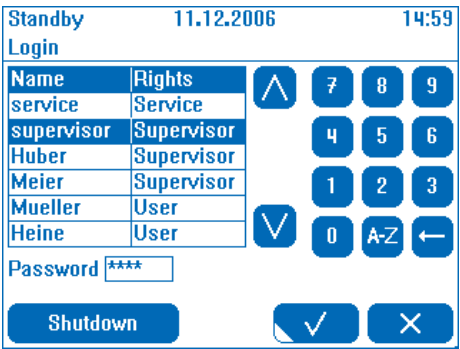 Standby 11.12.2006 14:59
Login
Name Rights
service Service
supervisor Supervisor
Huber Supervisor
Meier Supervisor
Mueller User
Heine User
7 8 9
4 5 6
1 2 3
0 A-Z ←
Password ****
Shutdown ✓ ✕